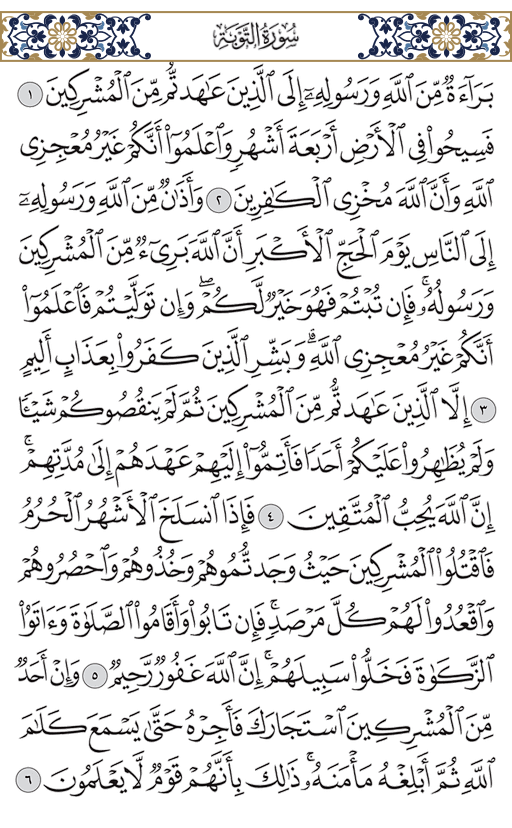 سُورَةُ التَّوۡبَةِ
بَرَآءَةٞ مِّنَ ٱللَّهِ وَرَسُولِهِۦٓ إِلَى ٱلَّذِينَ عَٰهَدتُّم مِّنَ ٱلۡمُشۡرِكِينَ ١
فَسِيحُواْ فِي ٱلۡأَرۡضِ أَرۡبَعَةَ أَشۡهُرٖ وَٱعۡلَمُوٓاْ أَنَّكُمۡ غَيۡرُ مُعۡجِزِي
ٱللَّهِ وَأَنَّ ٱللَّهَ مُخۡزِي ٱلۡكَٰفِرِينَ ٢ وَأَذَٰنٞ مِّنَ ٱللَّهِ وَرَسُولِهِۦٓ
إِلَى ٱلنَّاسِ يَوۡمَ ٱلۡحَجِّ ٱلۡأَكۡبَرِ أَنَّ ٱللَّهَ بَرِيٓءٞ مِّنَ ٱلۡمُشۡرِكِينَ
وَرَسُولُهُۥۚ فَإِن تُبۡتُمۡ فَهُوَ خَيۡرٞ لَّكُمۡۖ وَإِن تَوَلَّيۡتُمۡ فَٱعۡلَمُوٓاْ
أَنَّكُمۡ غَيۡرُ مُعۡجِزِي ٱللَّهِۗ وَبَشِّرِ ٱلَّذِينَ كَفَرُواْ بِعَذَابٍ أَلِيمٍ
٣ إِلَّا ٱلَّذِينَ عَٰهَدتُّم مِّنَ ٱلۡمُشۡرِكِينَ ثُمَّ لَمۡ يَنقُصُوكُمۡ شَيۡـٔٗا
وَلَمۡ يُظَٰهِرُواْ عَلَيۡكُمۡ أَحَدٗا فَأَتِمُّوٓاْ إِلَيۡهِمۡ عَهۡدَهُمۡ إِلَىٰ مُدَّتِهِمۡۚ
إِنَّ ٱللَّهَ يُحِبُّ ٱلۡمُتَّقِينَ ٤ فَإِذَا ٱنسَلَخَ ٱلۡأَشۡهُرُ ٱلۡحُرُمُ
فَٱقۡتُلُواْ ٱلۡمُشۡرِكِينَ حَيۡثُ وَجَدتُّمُوهُمۡ وَخُذُوهُمۡ وَٱحۡصُرُوهُمۡ
وَٱقۡعُدُواْ لَهُمۡ كُلَّ مَرۡصَدٖۚ فَإِن تَابُواْ وَأَقَامُواْ ٱلصَّلَوٰةَ وَءَاتَوُاْ
ٱلزَّكَوٰةَ فَخَلُّواْ سَبِيلَهُمۡۚ إِنَّ ٱللَّهَ غَفُورٞ رَّحِيمٞ ٥ وَإِنۡ أَحَدٞ
مِّنَ ٱلۡمُشۡرِكِينَ ٱسۡتَجَارَكَ فَأَجِرۡهُ حَتَّىٰ يَسۡمَعَ كَلَٰمَ
ٱللَّهِ ثُمَّ أَبۡلِغۡهُ مَأۡمَنَهُۥۚ ذَٰلِكَ بِأَنَّهُمۡ قَوۡمٞ لَّا يَعۡلَمُونَ ٦